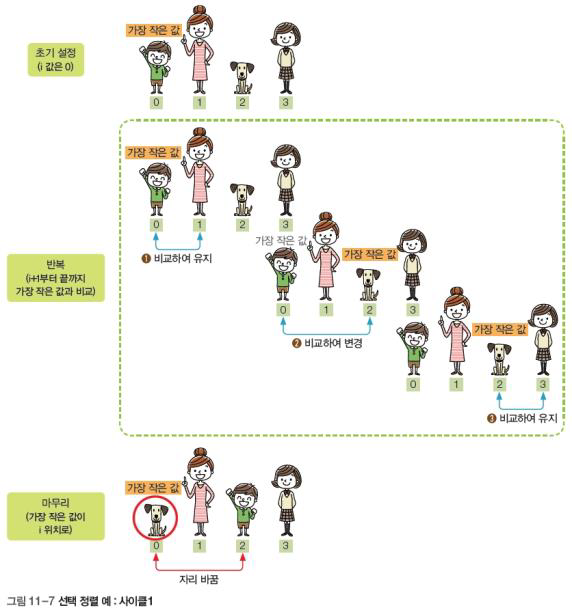 가장 작은 값
초기 설정
(i 값은 0)
0 1 2 3
가장 작은 값
0 1 2 3
❶ 비교하여 유지
반복
(i+1부터 끝까지
가장 작은 값과 비교)
가장 작은 값
가장 작은 값
0 1 2 3
❷ 비교하여 변경
가장 작은 값
0 1 2 3
❸ 비교하여 유지
마무리
(가장 작은 값이
i 위치로)
가장 작은 값
0 1 2 3
자리 바꿈
그림 11-7 선택 정렬 예 : 사이클1